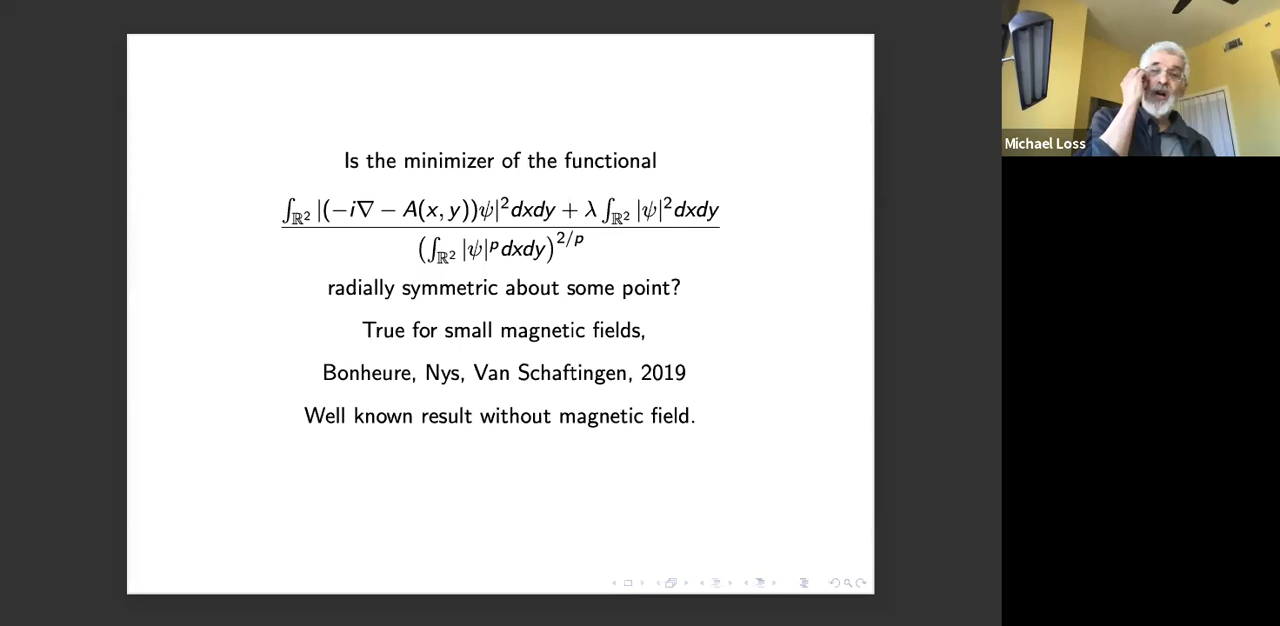 Is the minimizer of the functional
∫_{ℝ²} |(−i∇ − A(x, y))ψ|² dxdy + λ ∫_{ℝ²} |ψ|² dxdy
(∫_{ℝ²} |ψ|^p dxdy)^{2/p}
radially symmetric about some point?
True for small magnetic fields,
Bonheure, Nys, Van Schaftingen, 2019
Well known result without magnetic field.
Michael Loss